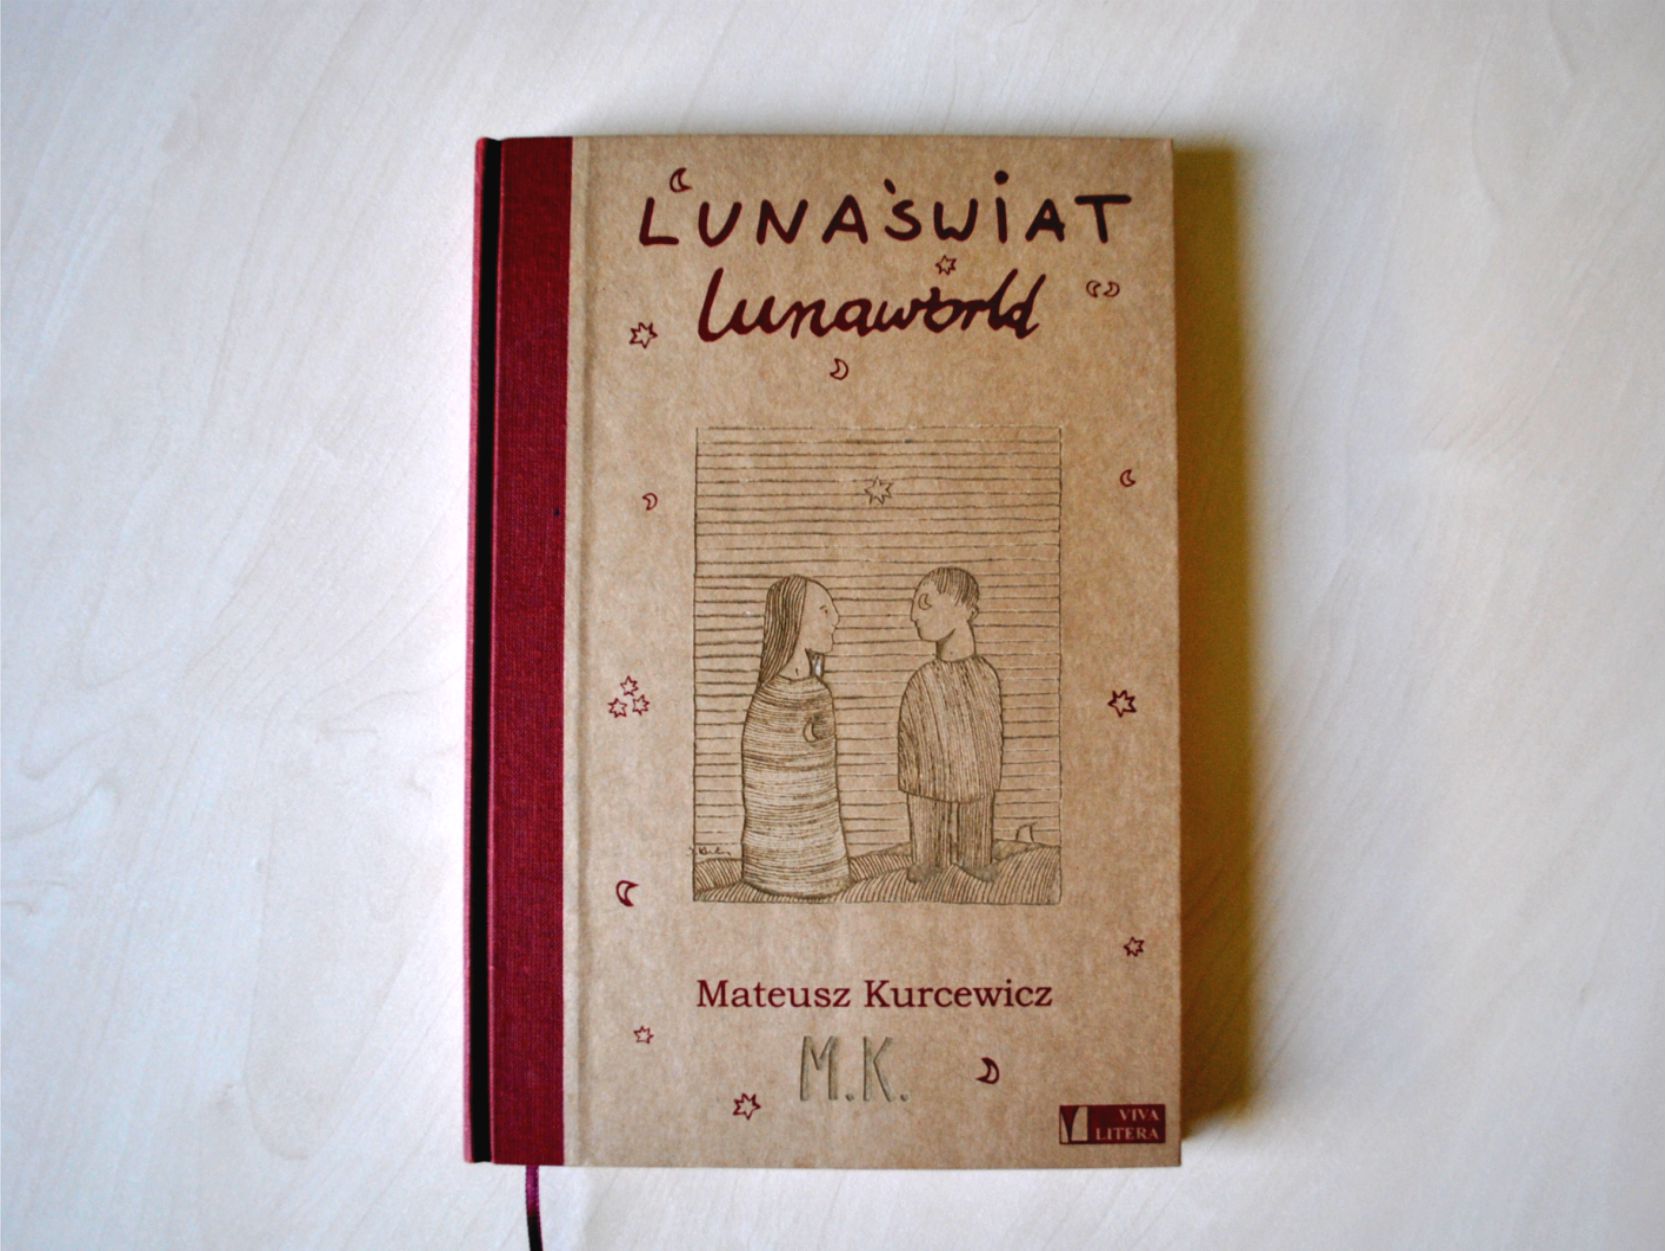 LUNAŚWIAT
lunaworld
Mateusz Kurcewicz
M.K.
VIVA
LITERA